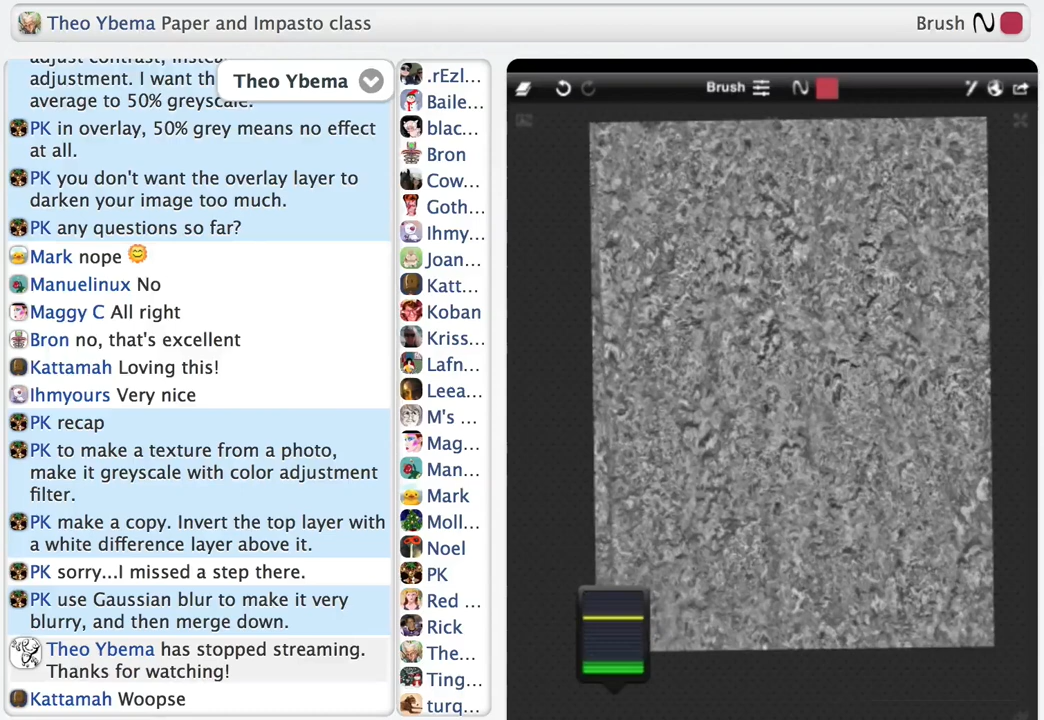 Theo Ybema Paper and Impasto class
Brush
adjustment. I want th
average to 50% greyscale.
Theo Ybema
PK in overlay, 50% grey means no effect
at all.
PK you don't want the overlay layer to
darken your image too much.
PK any questions so far?
Mark nope
Manuelinux No
Maggy C All right
Bron no, that's excellent
Kattamah Loving this!
Ihmyours Very nice
PK recap
PK to make a texture from a photo,
make it greyscale with color adjustment
filter.
PK make a copy. Invert the top layer with
a white difference layer above it.
PK sorry...I missed a step there.
PK use Gaussian blur to make it very
blurry, and then merge down.
Theo Ybema has stopped streaming.
Thanks for watching!
Kattamah Woopse
.rEzl...
Baile...
blac...
Bron
Cow...
Goth...
Ihmy...
Joan...
Katt...
Koban
Kriss...
Lafn...
Leea...
M's ...
Mag...
Man...
Mark
Moll...
Noel
PK
Red ...
Rick
The...
Ting...
turq...
Brush